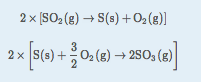 2 × [SO₂(g) → S(s) + O₂(g)]
2 × [S(s) + 3/2 O₂(g) → 2SO₃(g)]